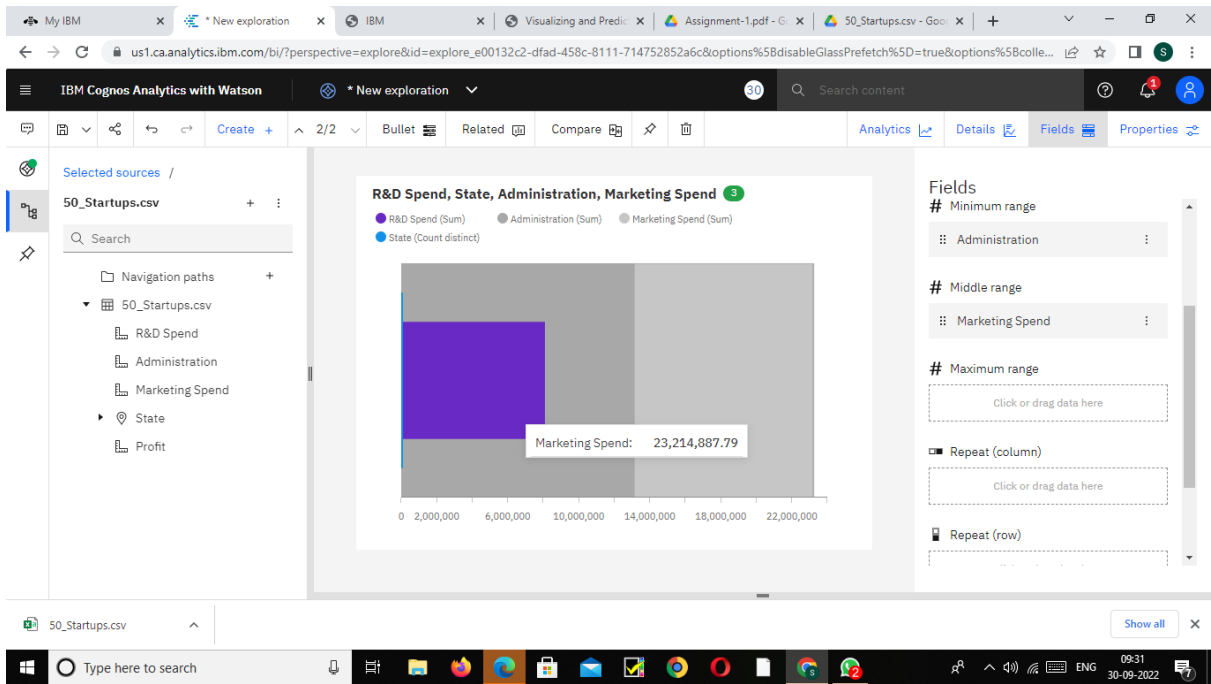 My IBM
* New exploration
IBM
Visualizing and Predic
Assignment-1.pdf - Go
50_Startups.csv - Goo
us1.ca.analytics.ibm.com/bi/?perspective=explore&id=explore_e00132c2-dfad-458c-8111-714752852a6c&options%5BdisableGlassPrefetch%5D=true&options%5Bcolle...
S
IBM Cognos Analytics with Watson
* New exploration
30
Search content
1
Create +
2/2
Bullet
Related
Compare
Analytics
Details
Fields
Properties
Selected sources /
50_Startups.csv
Search
Navigation paths
50_Startups.csv
R&D Spend
Administration
Marketing Spend
State
Profit
R&D Spend, State, Administration, Marketing Spend 3
R&D Spend (Sum) Administration (Sum) Marketing Spend (Sum)
State (Count distinct)
Marketing Spend: 23,214,887.79
0 2,000,000 6,000,000 10,000,000 14,000,000 18,000,000 22,000,000
Fields
# Minimum range
Administration
# Middle range
Marketing Spend
# Maximum range
Click or drag data here
Repeat (column)
Click or drag data here
Repeat (row)
50_Startups.csv
Show all
Type here to search
2
ENG
09:31
30-09-2022
7